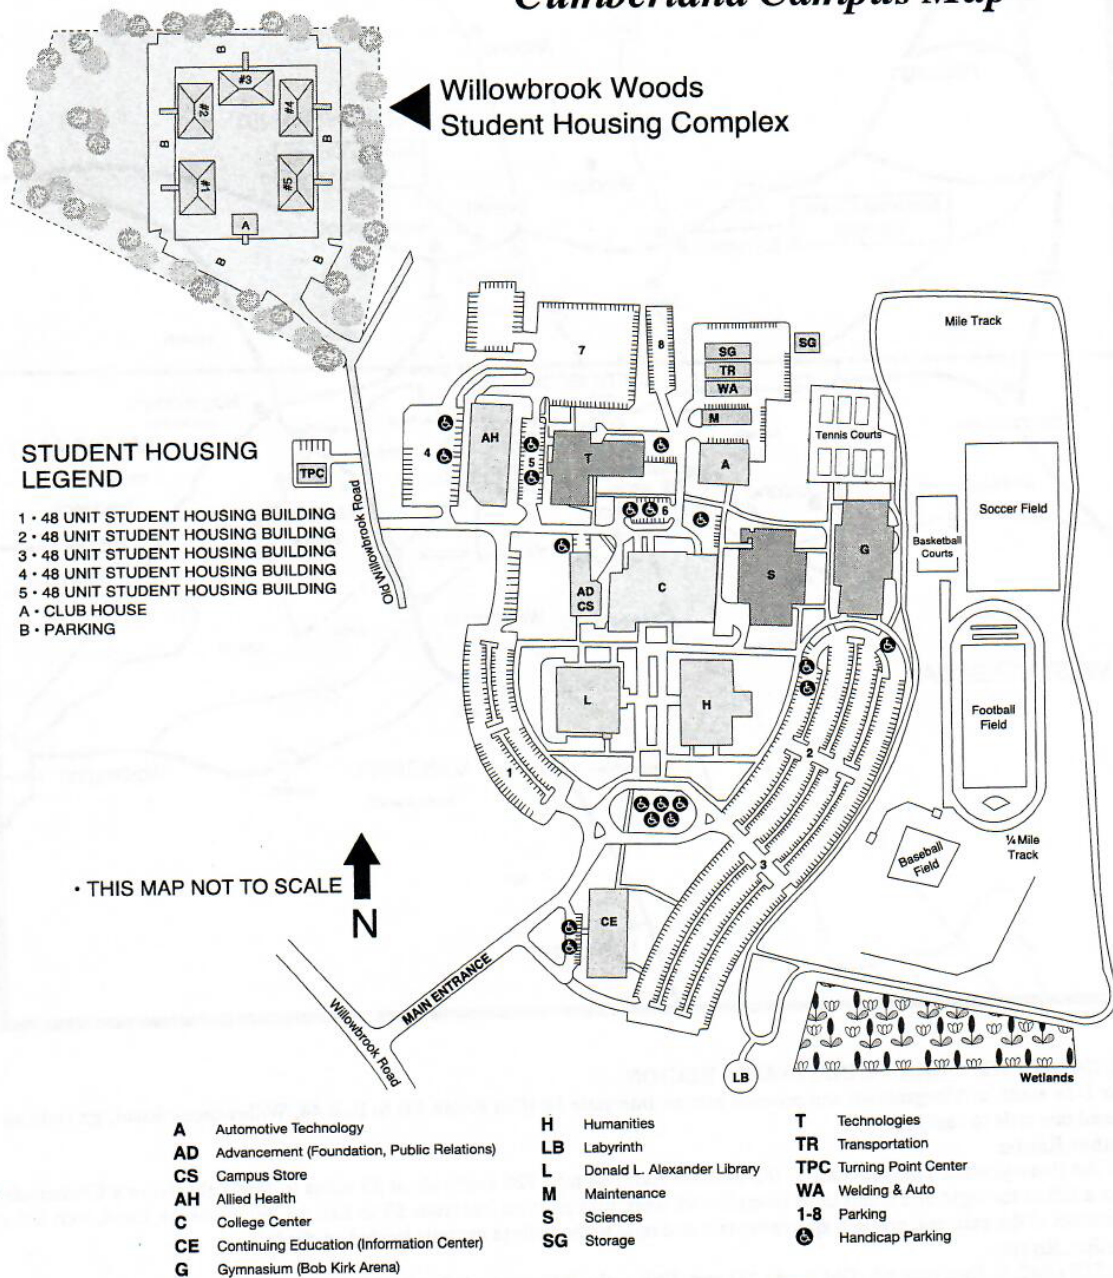 Cumberland Campus Map
Willowbrook Woods
Student Housing Complex
B
#3
#2
#4
B
B
#1
#5
A
B
B
STUDENT HOUSING
LEGEND
1 • 48 UNIT STUDENT HOUSING BUILDING
2 • 48 UNIT STUDENT HOUSING BUILDING
3 • 48 UNIT STUDENT HOUSING BUILDING
4 • 48 UNIT STUDENT HOUSING BUILDING
5 • 48 UNIT STUDENT HOUSING BUILDING
A • CLUB HOUSE
B • PARKING
TPC
Old Willowbrook Road
7
8
SG
SG
TR
WA
M
Mile Track
Tennis Courts
4
AH
5
T
A
6
Soccer Field
Basketball
Courts
G
S
C
AD
CS
L
H
Football
Field
1
2
3
Baseball
Field
¼ Mile
Track
• THIS MAP NOT TO SCALE
N
CE
MAIN ENTRANCE
Willowbrook Road
LB
Wetlands
A Automotive Technology
AD Advancement (Foundation, Public Relations)
CS Campus Store
AH Allied Health
C College Center
CE Continuing Education (Information Center)
G Gymnasium (Bob Kirk Arena)
H Humanities
LB Labyrinth
L Donald L. Alexander Library
M Maintenance
S Sciences
SG Storage
T Technologies
TR Transportation
TPC Turning Point Center
WA Welding & Auto
1-8 Parking
Handicap Parking